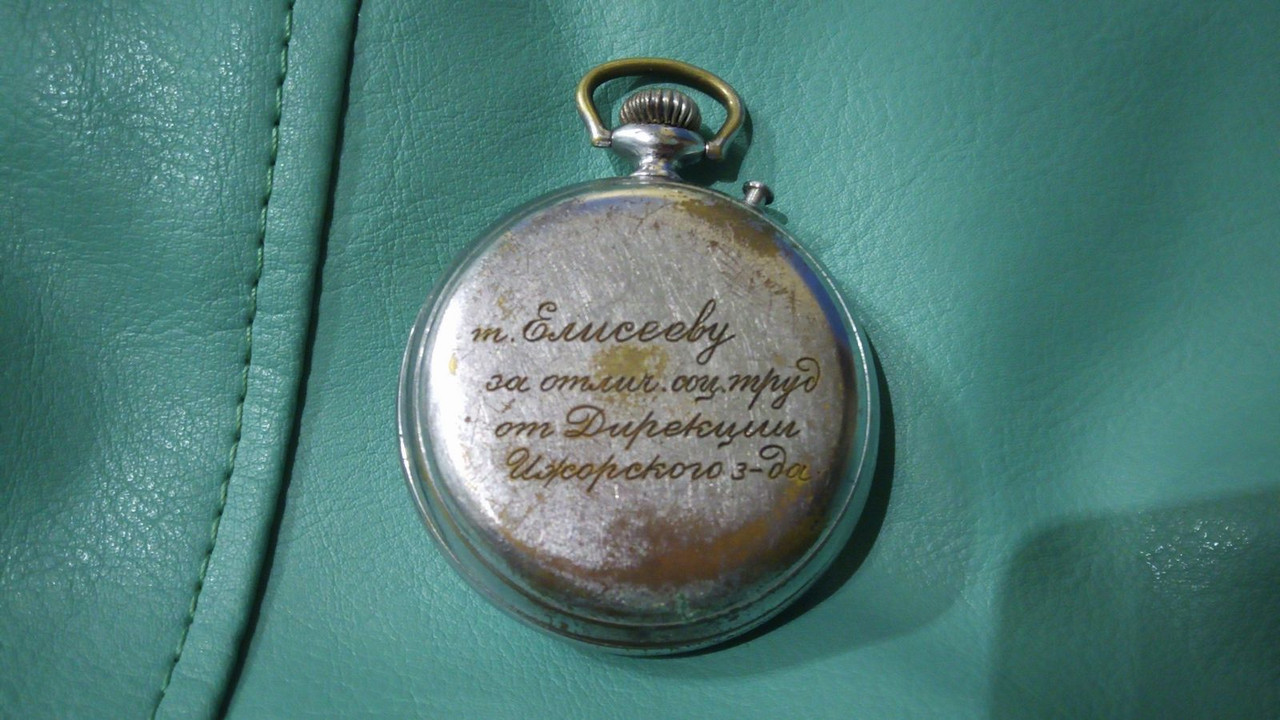 т. Елисееву
за отлич. соц. труд
от Дирекции
Ижорского з-да